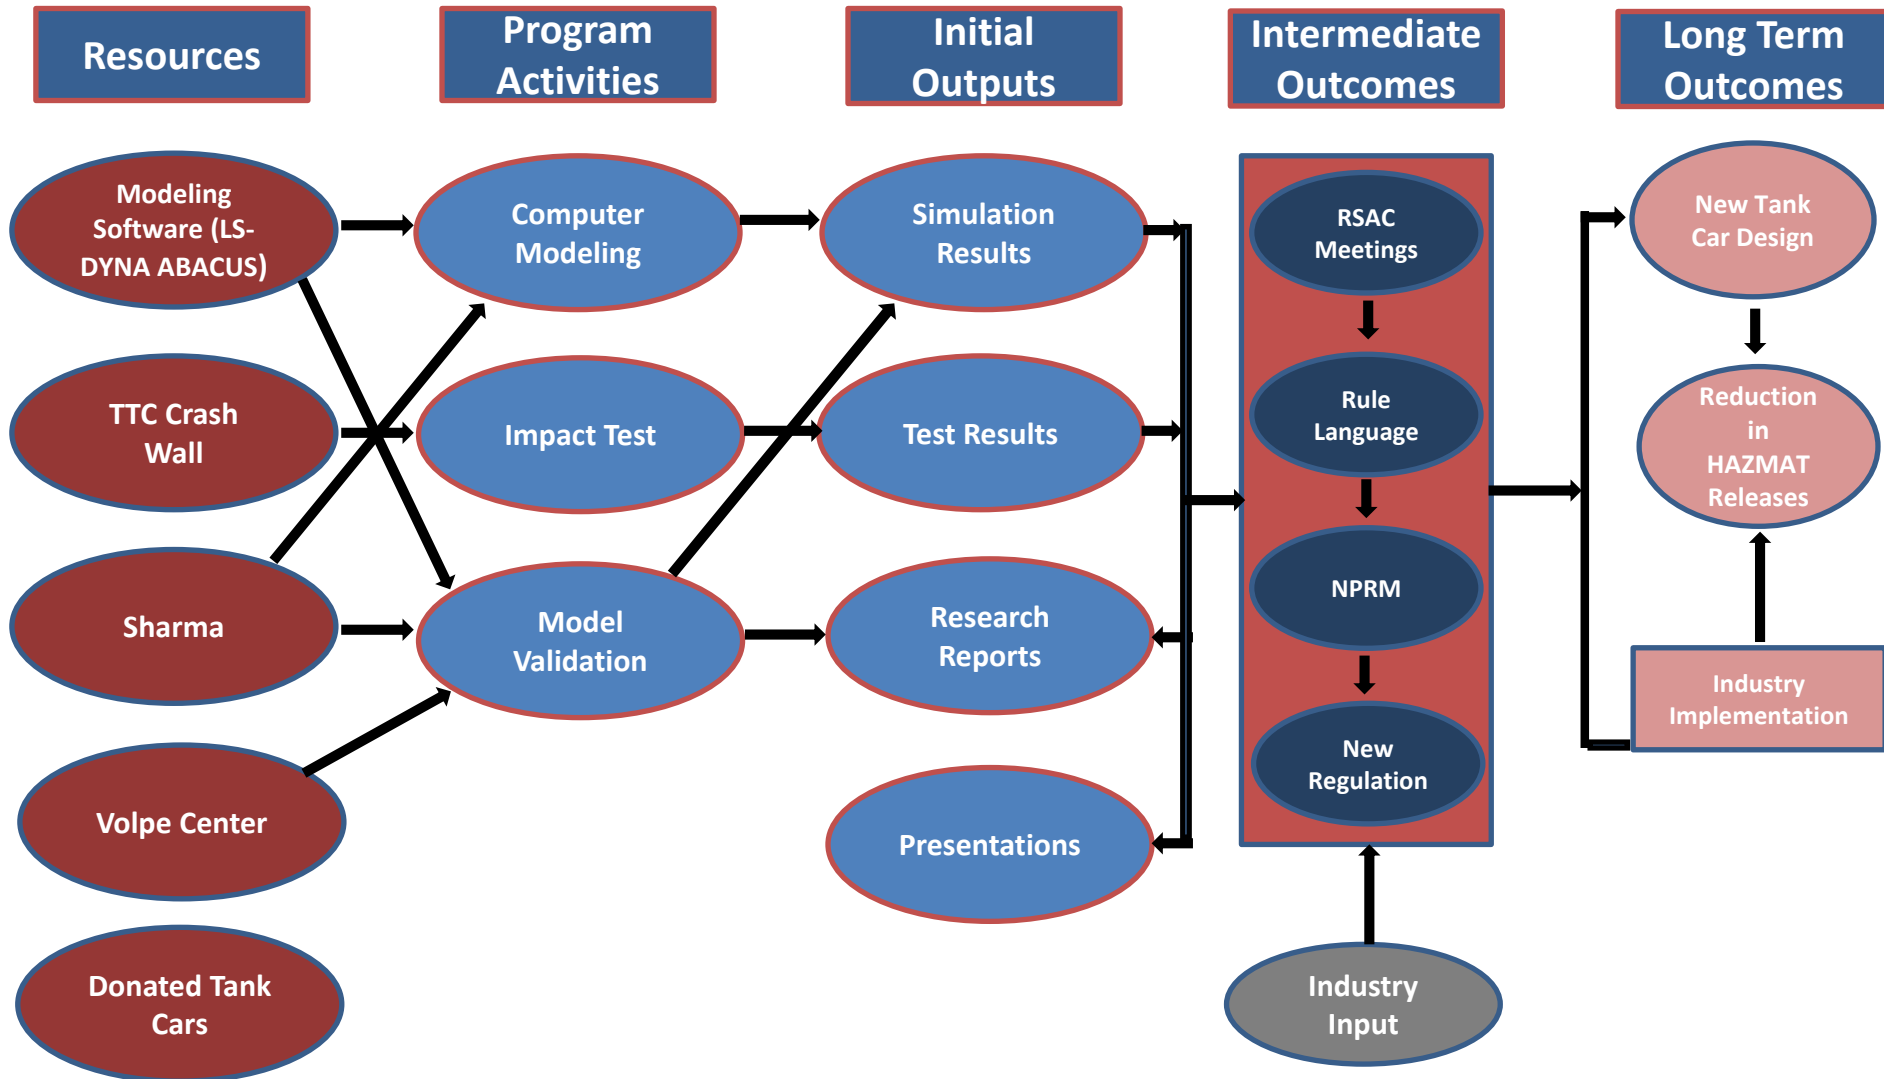 Resources
Program
Activities
Initial
Outputs
Intermediate
Outcomes
Long Term
Outcomes
Modeling
Software (LS-
DYNA ABACUS)
TTC Crash
Wall
Sharma
Volpe Center
Donated Tank
Cars
Computer
Modeling
Impact Test
Model
Validation
Simulation
Results
Test Results
Research
Reports
Presentations
RSAC
Meetings
Rule
Language
NPRM
New
Regulation
Industry
Input
New Tank
Car Design
Reduction
in
HAZMAT
Releases
Industry
Implementation